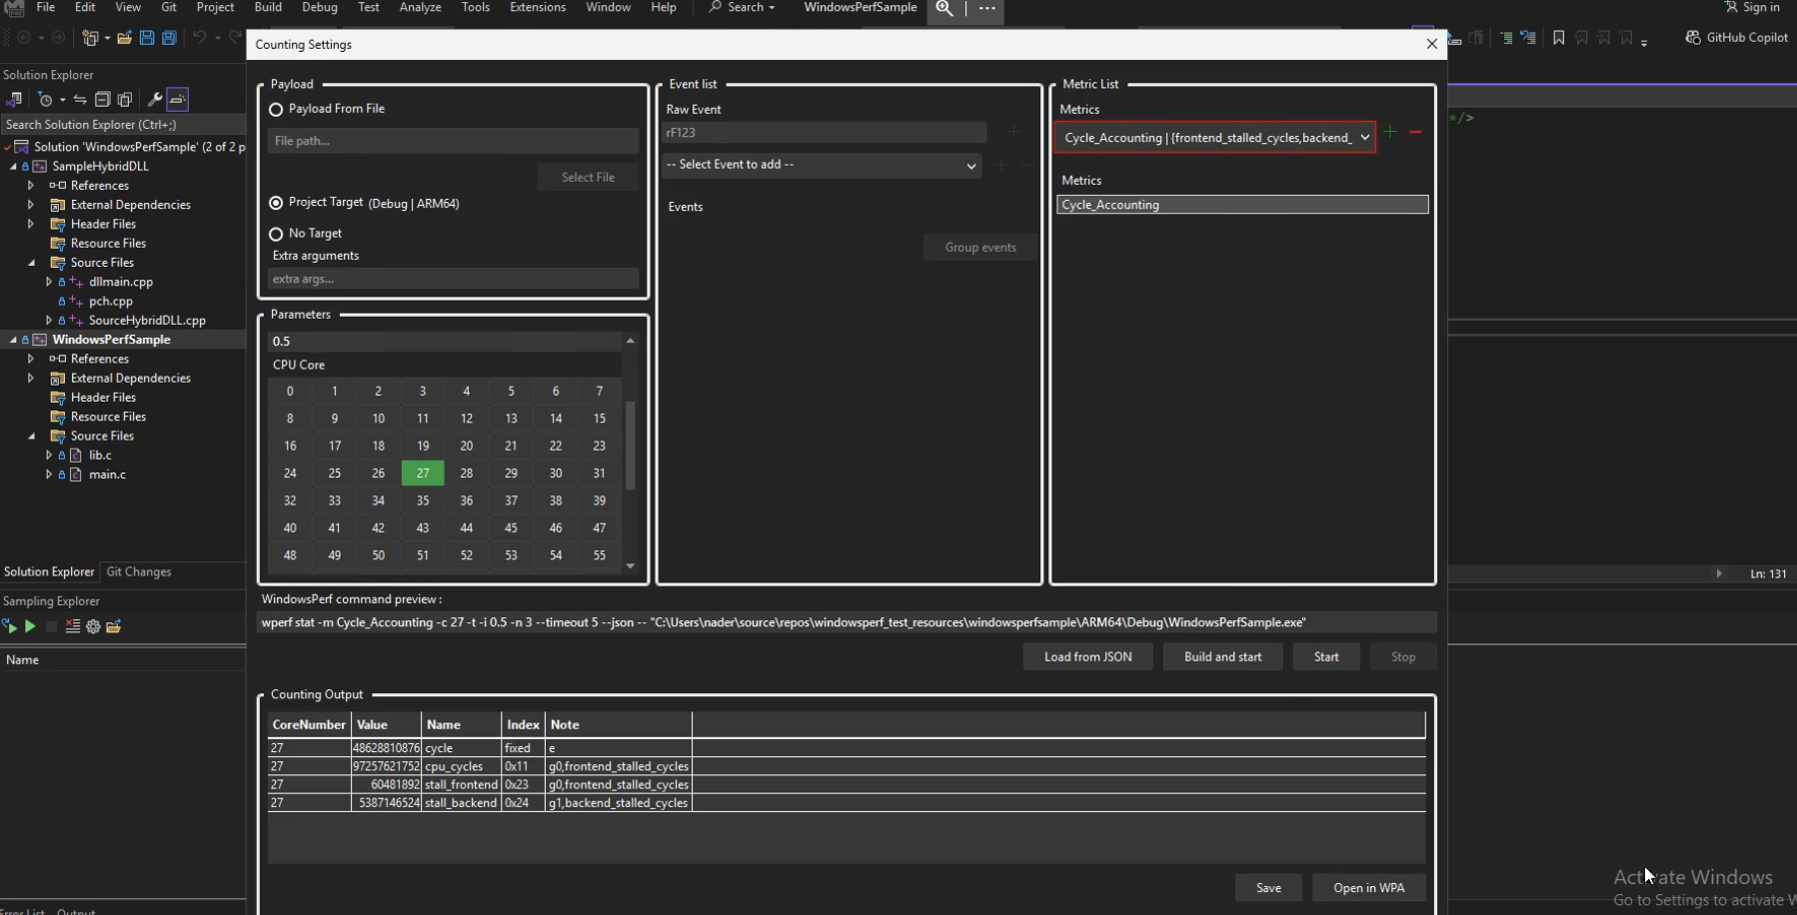 File Edit View Git Project Build Debug Test Analyze Tools Extensions Window Help Search WindowsPerfSample Sign in
GitHub Copilot
Solution Explorer
Search Solution Explorer (Ctrl+;)
Solution 'WindowsPerfSample' (2 of 2 p
SampleHybridDLL
References
External Dependencies
Header Files
Resource Files
Source Files
dllmain.cpp
pch.cpp
SourceHybridDLL.cpp
WindowsPerfSample
References
External Dependencies
Header Files
Resource Files
Source Files
lib.c
main.c
Solution Explorer Git Changes
Sampling Explorer
Name
Counting Settings
Payload
Payload From File
File path...
Select File
Project Target (Debug | ARM64)
No Target
Extra arguments
extra args...
Parameters
0.5
CPU Core
0 1 2 3 4 5 6 7
8 9 10 11 12 13 14 15
16 17 18 19 20 21 22 23
24 25 26 27 28 29 30 31
32 33 34 35 36 37 38 39
40 41 42 43 44 45 46 47
48 49 50 51 52 53 54 55
Event list
Raw Event
rF123
-- Select Event to add --
Events
Group events
Metric List
Metrics
Cycle_Accounting | {frontend_stalled_cycles,backend_
Metrics
Cycle_Accounting
*/>
Ln: 131
WindowsPerf command preview :
wperf stat -m Cycle_Accounting -c 27 -t -i 0.5 -n 3 --timeout 5 --json -- "C:\Users\nader\source\repos\windowsperf_test_resources\windowsperfsample\ARM64\Debug\WindowsPerfSample.exe"
Load from JSON Build and start Start Stop
Counting Output
CoreNumber Value Name Index Note
27 48628810876 cycle fixed e
27 97257621752 cpu_cycles 0x11 g0,frontend_stalled_cycles
27 60481892 stall_frontend 0x23 g0,frontend_stalled_cycles
27 5387146524 stall_backend 0x24 g1,backend_stalled_cycles
Save Open in WPA
Activate Windows
Go to Settings to activate W
Error List Output